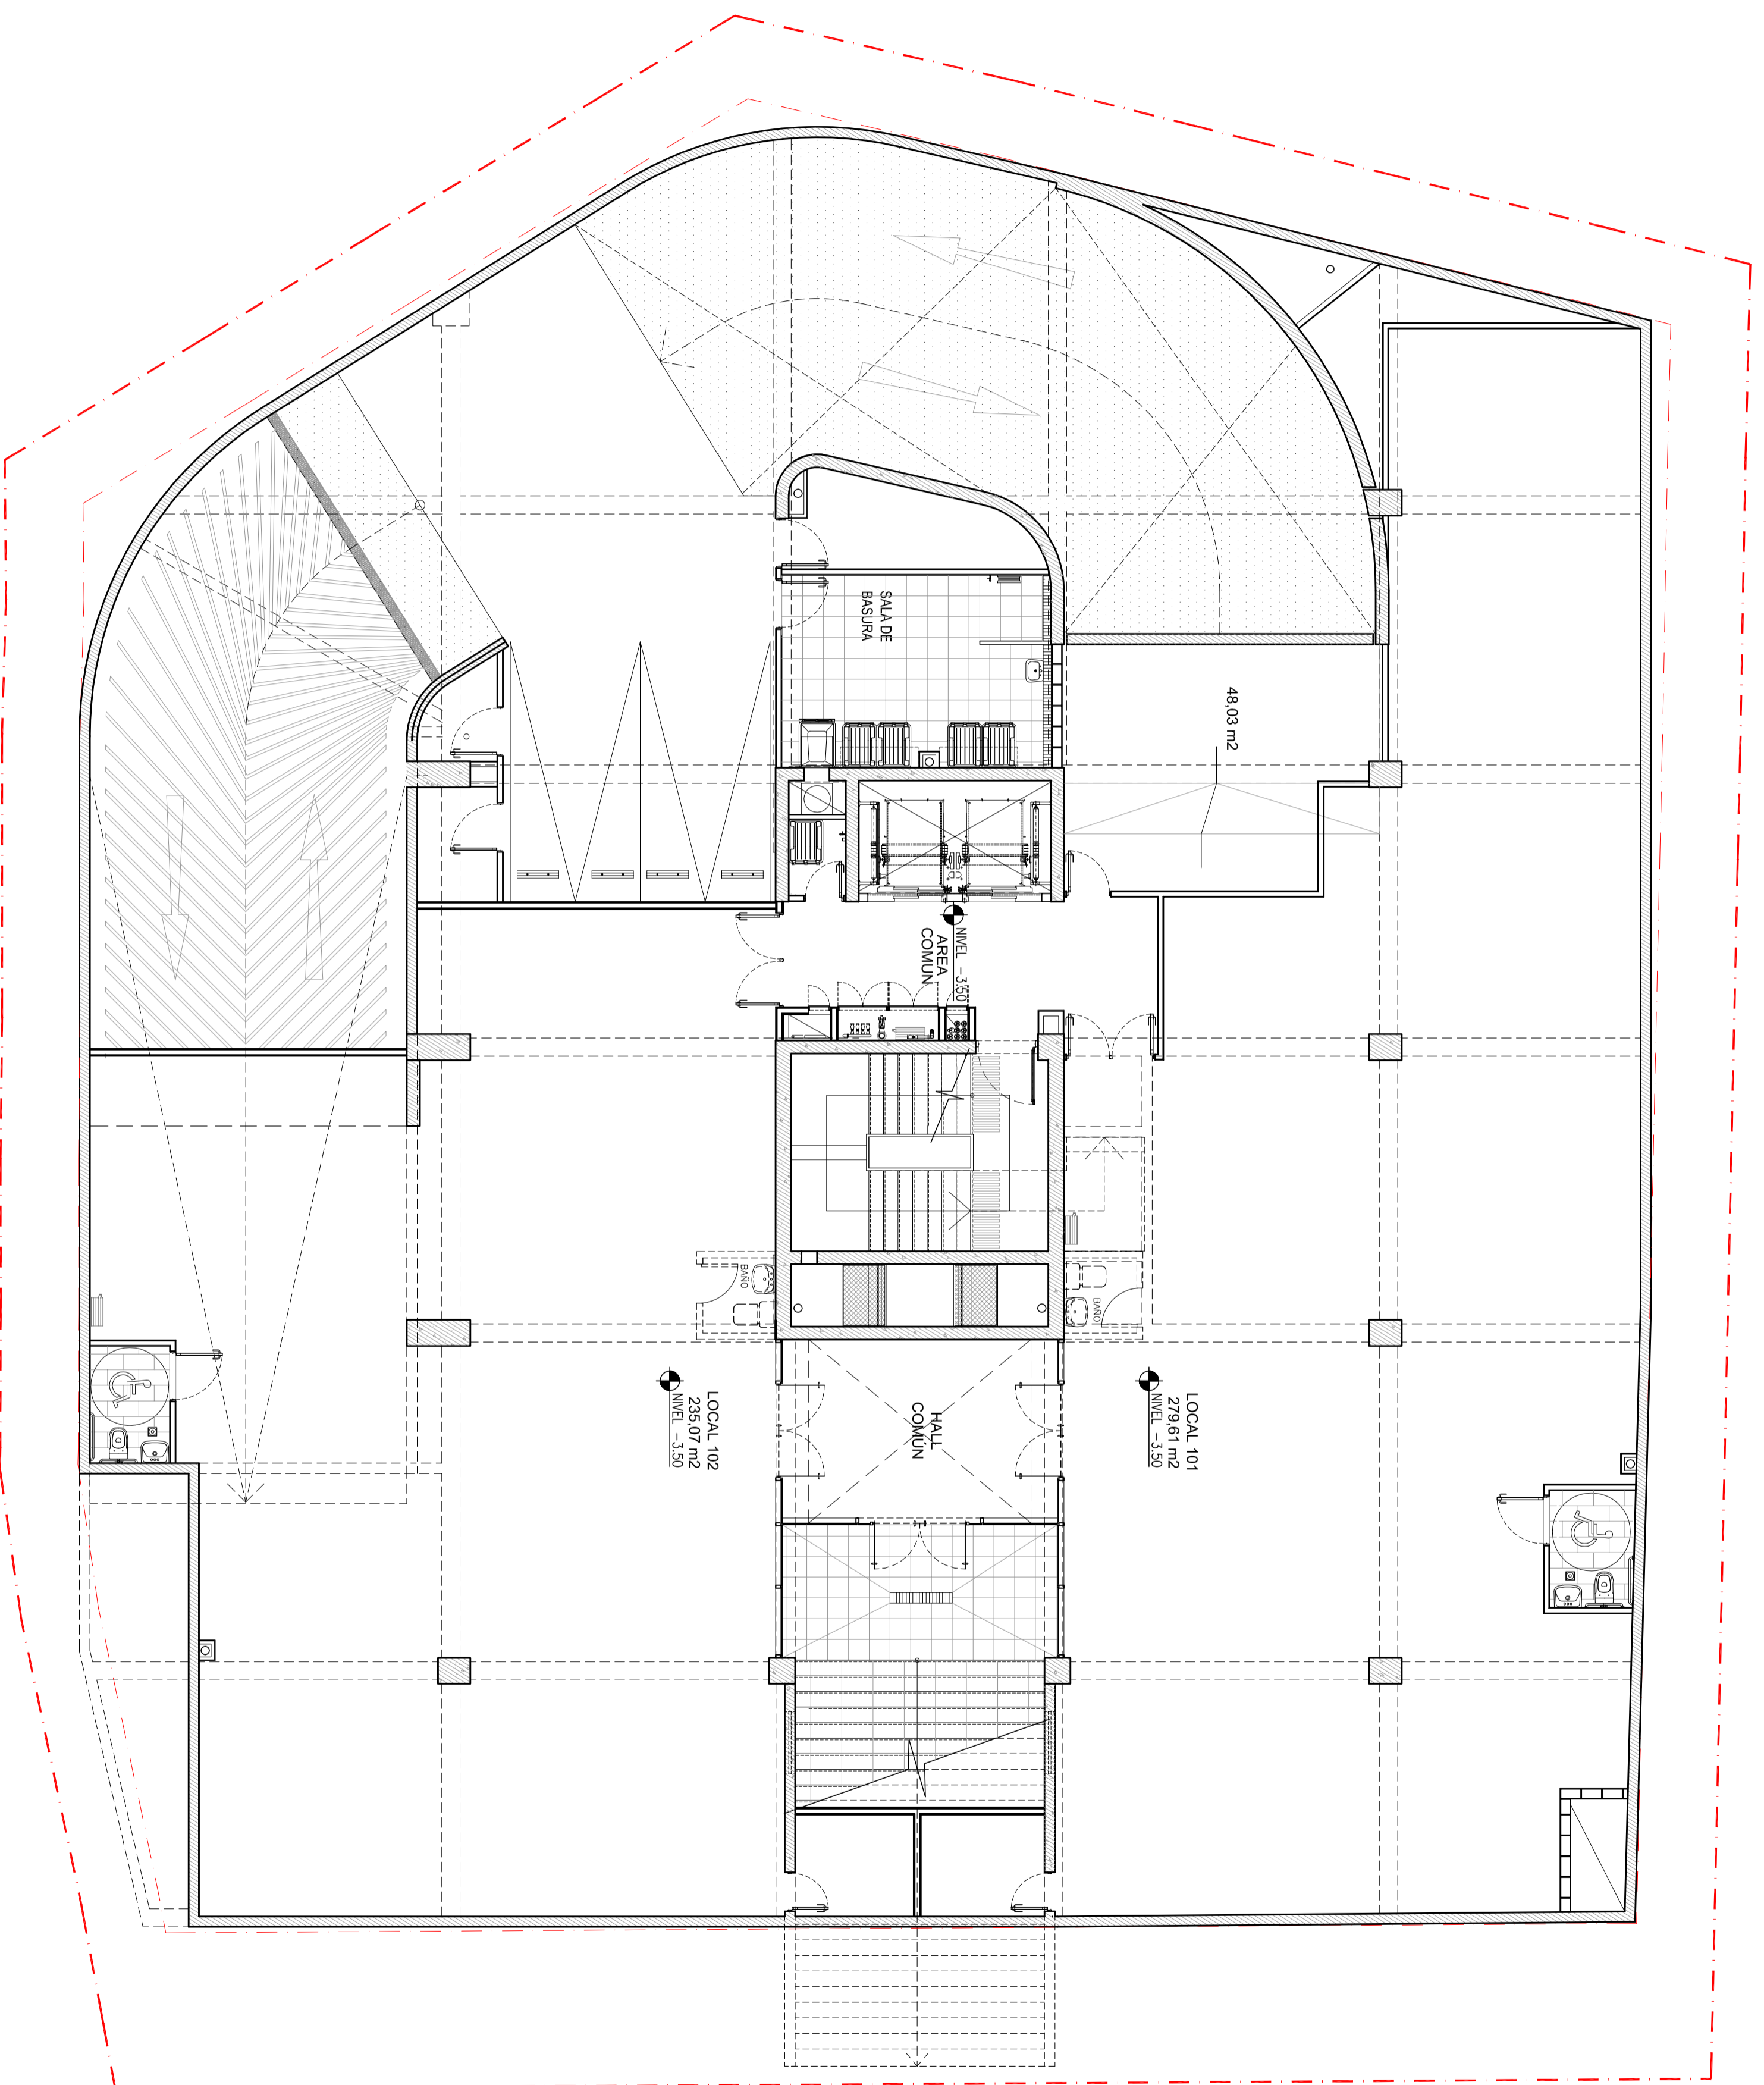 SALA DE
BASURA
48,03 m2
NIVEL -3.50
AREA
COMUN
BAÑO
BAÑO
LOCAL 102
235,07 m2
NIVEL -3.50
HALL
COMÚN
LOCAL 101
279,61 m2
NIVEL -3.50